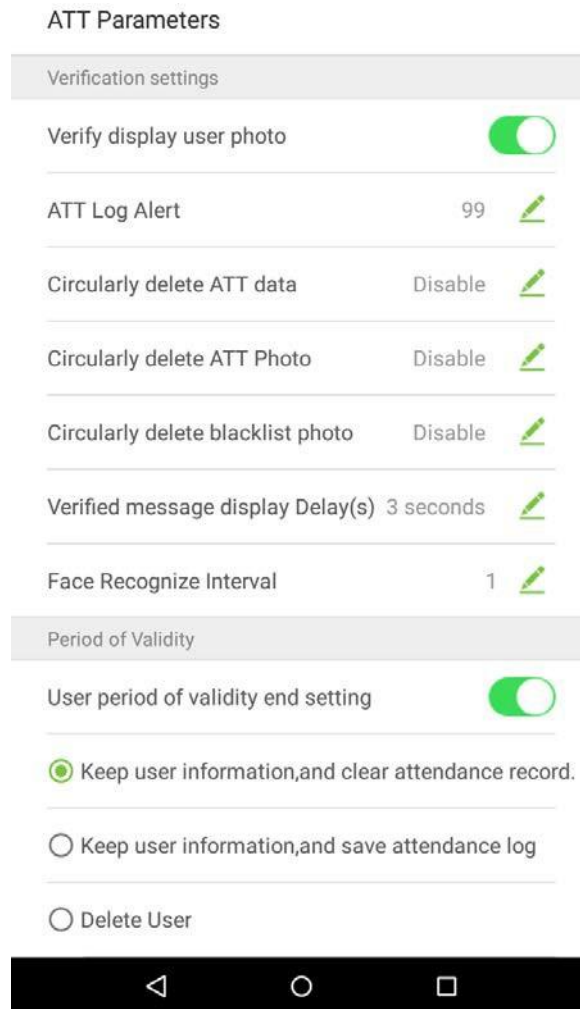 ATT Parameters
Verification settings
Verify display user photo
ATT Log Alert 99
Circularly delete ATT data Disable
Circularly delete ATT Photo Disable
Circularly delete blacklist photo Disable
Verified message display Delay(s) 3 seconds
Face Recognize Interval 1
Period of Validity
User period of validity end setting
Keep user information,and clear attendance record.
Keep user information,and save attendance log
Delete User